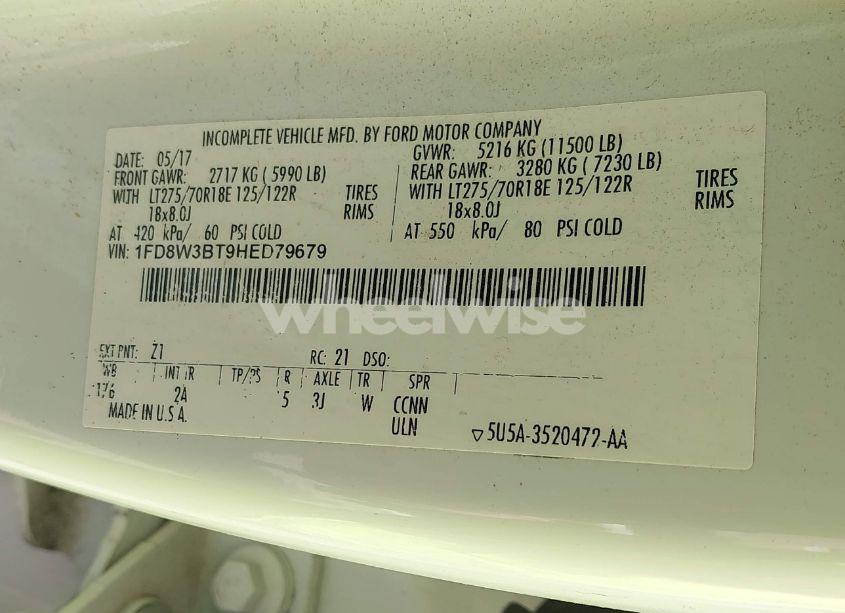 INCOMPLETE VEHICLE MFD. BY FORD MOTOR COMPANY
DATE: 05/17 GVWR: 5216 KG (11500 LB)
FRONT GAWR: 2717 KG ( 5990 LB) REAR GAWR: 3280 KG ( 7230 LB)
WITH LT275/70R18E 125/122R TIRES WITH LT275/70R18E 125/122R TIRES
18x8.0J RIMS 18x8.0J RIMS
AT 420 kPa/ 60 PSI COLD AT 550 kPa/ 80 PSI COLD
VIN: 1FD8W3BT9HED79679
wheelwise
EXT PNT: Z1 RC: 21 DSO:
WB INT TR TP/PS R AXLE TR SPR
176 2A 5 3J W CCNN
MADE IN U.S.A. ULN
▽5U5A-3520472-AA